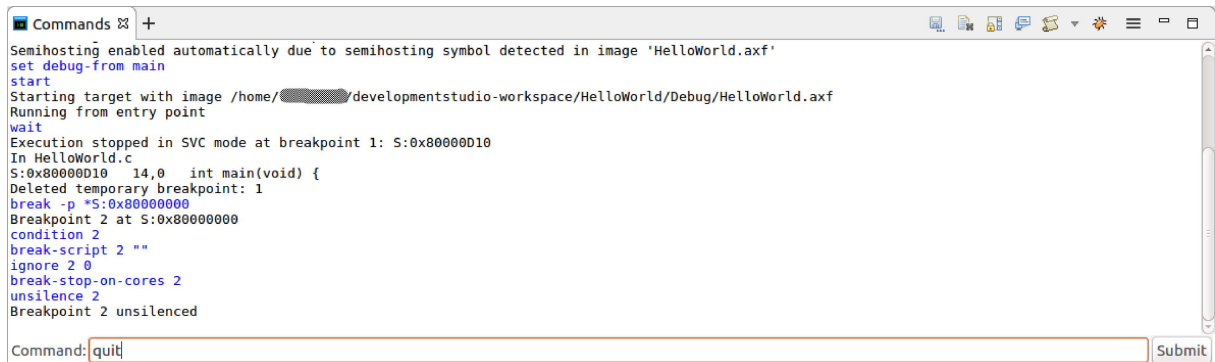 Commands
Semihosting enabled automatically due to semihosting symbol detected in image 'HelloWorld.axf'
set debug-from main
start
Starting target with image /home/ /developmentstudio-workspace/HelloWorld/Debug/HelloWorld.axf
Running from entry point
wait
Execution stopped in SVC mode at breakpoint 1: S:0x80000D10
In HelloWorld.c
S:0x80000D10   14,0   int main(void) {
Deleted temporary breakpoint: 1
break -p *S:0x80000000
Breakpoint 2 at S:0x80000000
condition 2
break-script 2 ""
ignore 2 0
break-stop-on-cores 2
unsilence 2
Breakpoint 2 unsilenced
Command: quit Submit